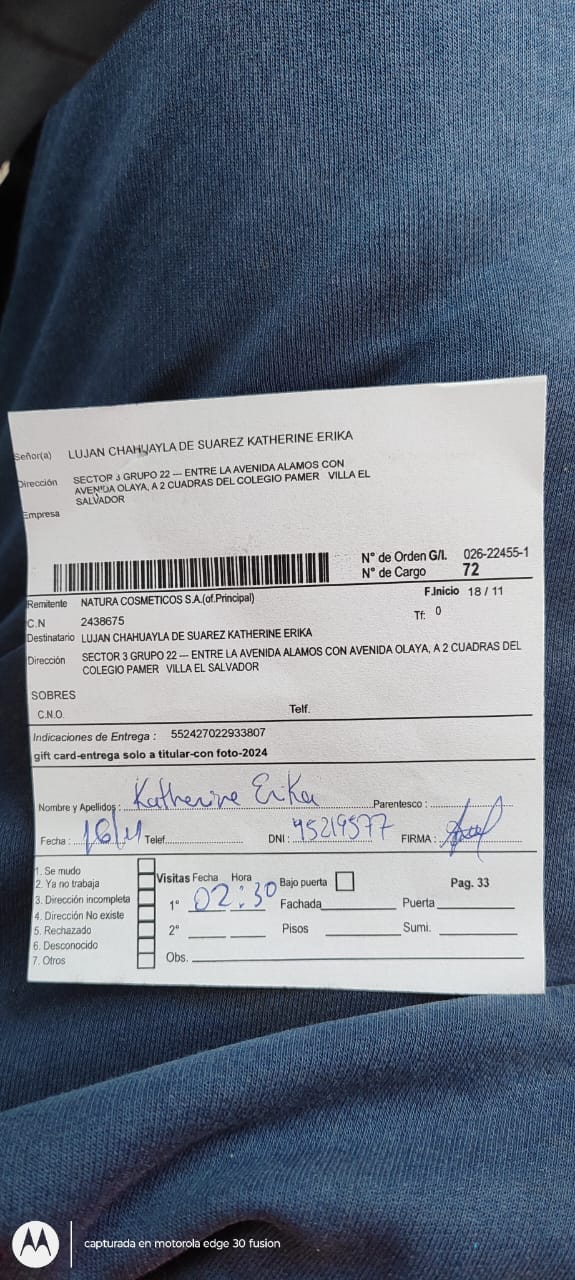 Señor(a) LUJAN CHAHUAYLA DE SUAREZ KATHERINE ERIKA
Dirección SECTOR 3 GRUPO 22 --- ENTRE LA AVENIDA ALAMOS CON
AVENIDA OLAYA, A 2 CUADRAS DEL COLEGIO PAMER VILLA EL
SALVADOR
Empresa
N° de Orden G/I. 026-22455-1
N° de Cargo 72
Remitente NATURA COSMETICOS S.A.(of.Principal) F.Inicio 18 / 11
C.N 2438675 Tf: 0
Destinatario LUJAN CHAHUAYLA DE SUAREZ KATHERINE ERIKA
Dirección SECTOR 3 GRUPO 22 --- ENTRE LA AVENIDA ALAMOS CON AVENIDA OLAYA, A 2 CUADRAS DEL
COLEGIO PAMER VILLA EL SALVADOR
SOBRES
C.N.O. Telf.
Indicaciones de Entrega : 552427022933807
gift card-entrega solo a titular-con foto-2024
Nombre y Apellidos : Katherine Erika Parentesco :
Fecha : Telef. DNI : 45219577 FIRMA :
1. Se mudo
2. Ya no trabaja
3. Dirección incompleta
4. Dirección No existe
5. Rechazado
6. Desconocido
7. Otros
Visitas Fecha Hora Bajo puerta Pag. 33
1° 02:30 Fachada Puerta
2° Pisos Sumi.
Obs.
capturada en motorola edge 30 fusion